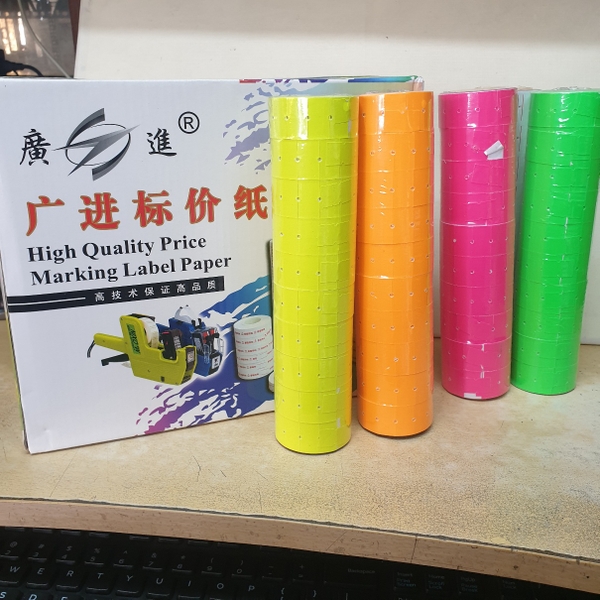 廣 進®
广进标价纸
High Quality Price
Marking Label Paper
高技术保证高品质
W E R T Y U I O P